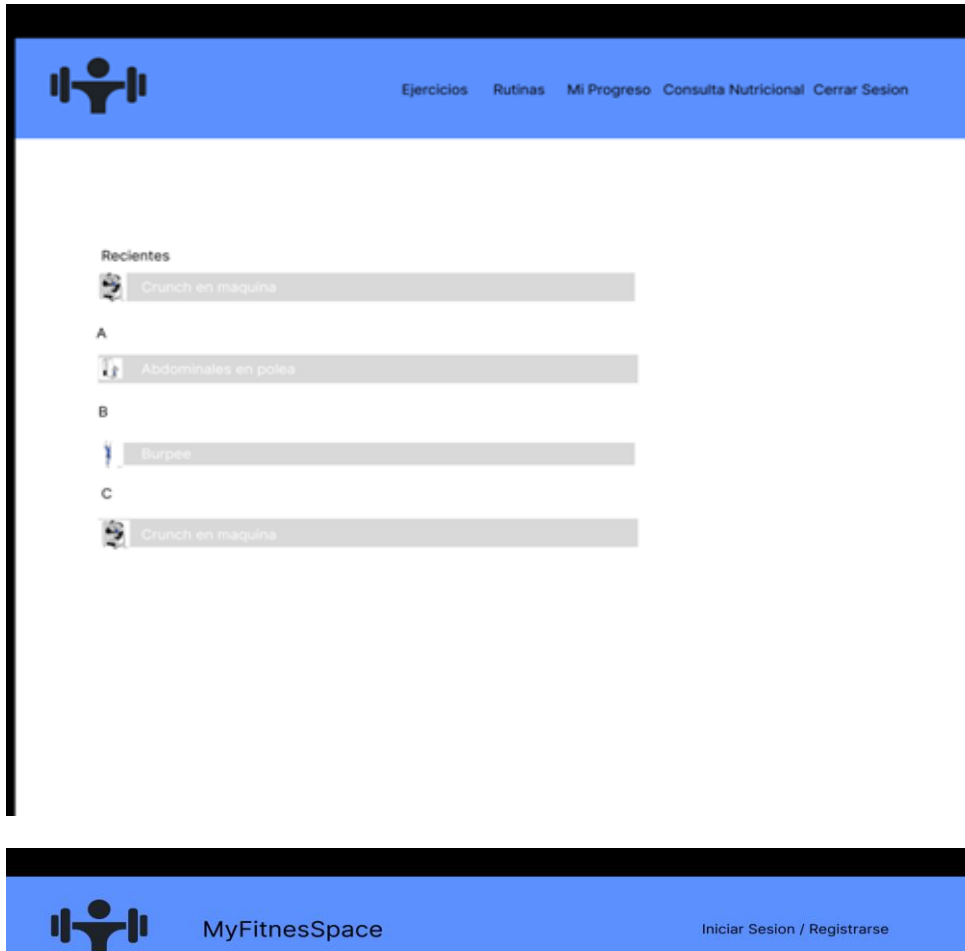 Ejercicios Rutinas Mi Progreso Consulta Nutricional Cerrar Sesion
Recientes
Crunch en maquina
A
Abdominales en polea
B
Burpee
C
Crunch en maquina
MyFitnesSpace
Iniciar Sesion / Registrarse